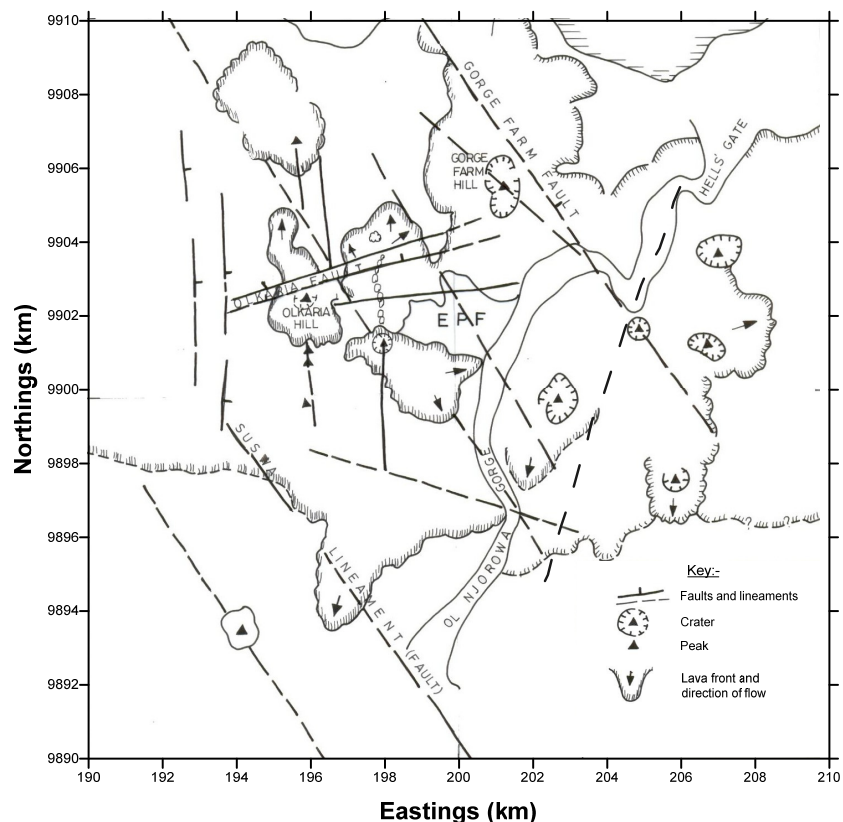 9910
9908
9906
9904
9902
9900
9898
9896
9894
9892
9890
Northings (km)
190
192
194
196
198
200
202
204
206
208
210
Eastings (km)
GORGE FARM FAULT
HELLS' GATE
GORGE
FARM
HILL
OLKARIA FAULT
OLKARIA
HILL
E P F
SUSWA
LINEAMENT (FAULT)
OL NJOROWA
GORGE
?
?
Key:-
Faults and lineaments
Crater
Peak
Lava front and
direction of flow